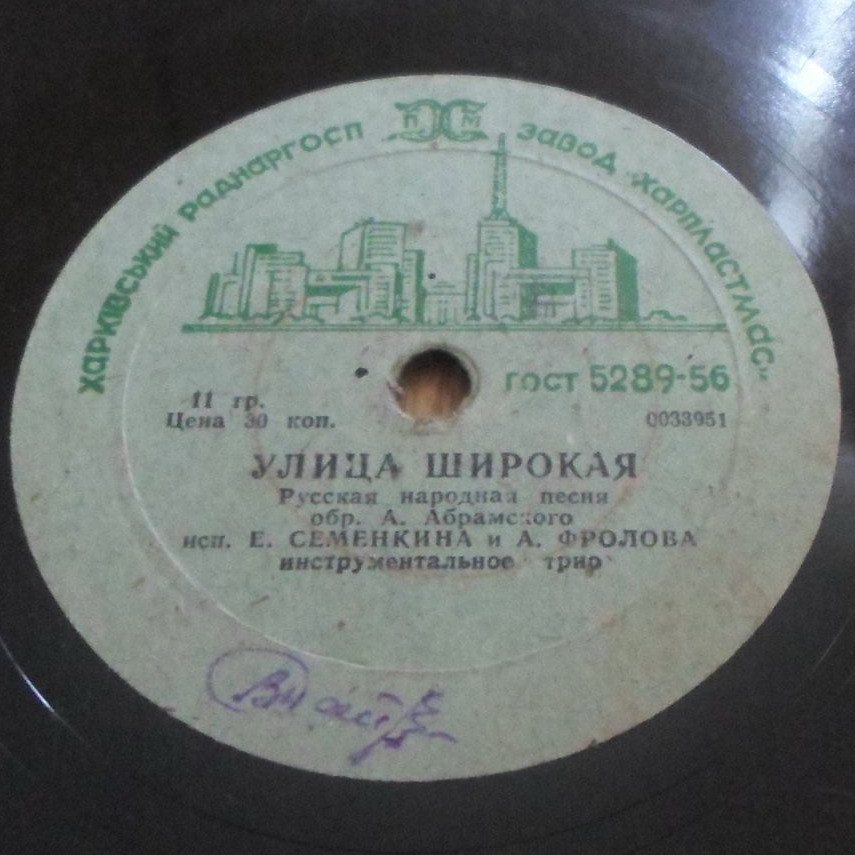 ХАРКІВСЬКИЙ РАДНАРГОСП ПХМ ЗАВОД „ХАРПЛАСТМАС“
ГОСТ 5289-56
11 гр.
Цена 30 коп.
0033951
УЛИЦА ШИРОКАЯ
Русская народная песня
обр. А. Абрамского
исп. Е. СЕМЕНКИНА и А. ФРОЛОВА
инструментальное трио